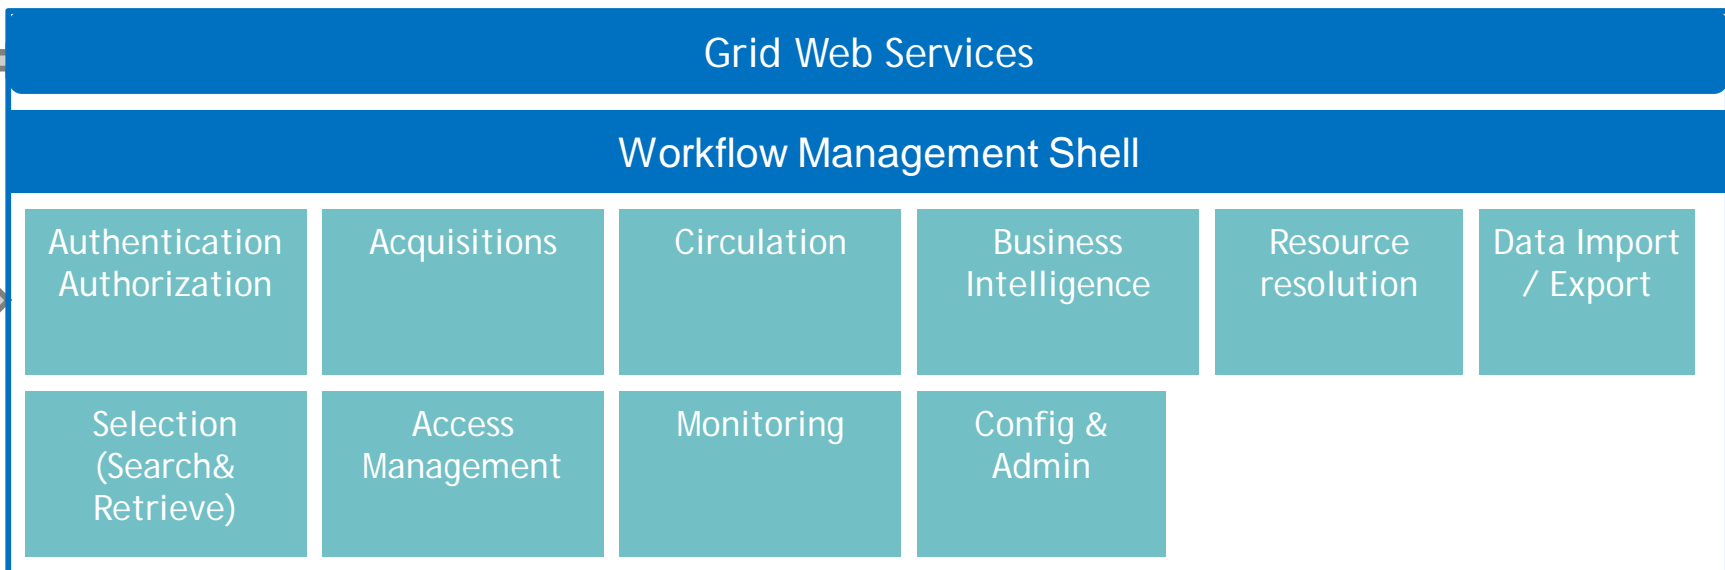 Grid Web Services
Workflow Management Shell
Authentication
Authorization
Acquisitions
Circulation
Business
Intelligence
Resource
resolution
Data Import
/ Export
Selection
(Search&
Retrieve)
Access
Management
Monitoring
Config &
Admin